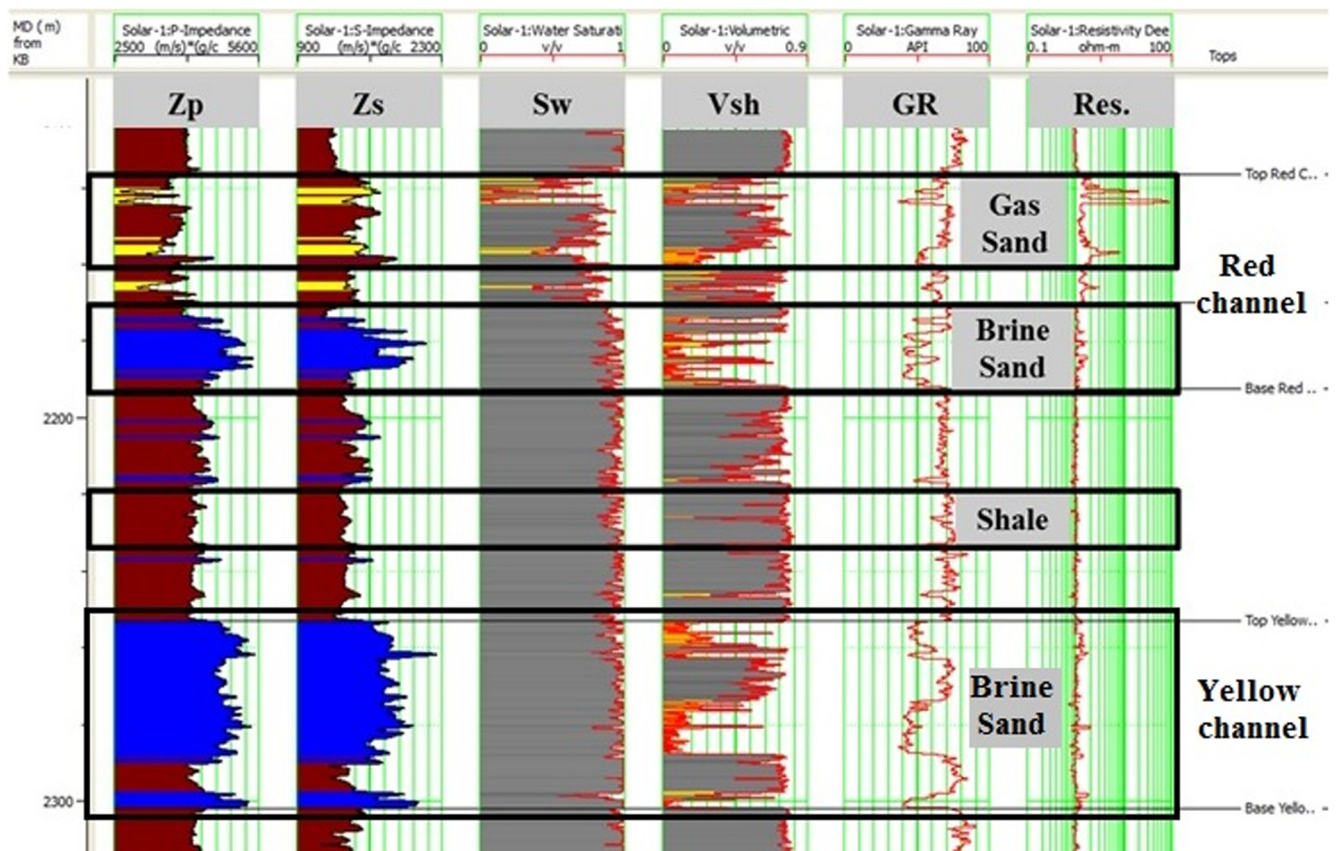 MD (m)
from
KB
Solar-1:P-Impedance
2500 (m/s)*(g/c 5600
Solar-1:S-Impedance
900 (m/s)*(g/c 2300
Solar-1:Water Saturati
0 v/v 1
Solar-1:Volumetric
0 v/v 0.9
Solar-1:Gamma Ray
0 API 100
Solar-1:Resistivity Dee
0.1 ohm-m 100
Tops
Zp
Zs
Sw
Vsh
GR
Res.
Top Red C..
Gas
Sand
Red
channel
Brine
Sand
Base Red ..
2200
Shale
Top Yellow..
Brine
Sand
Yellow
channel
2300
Base Yello..